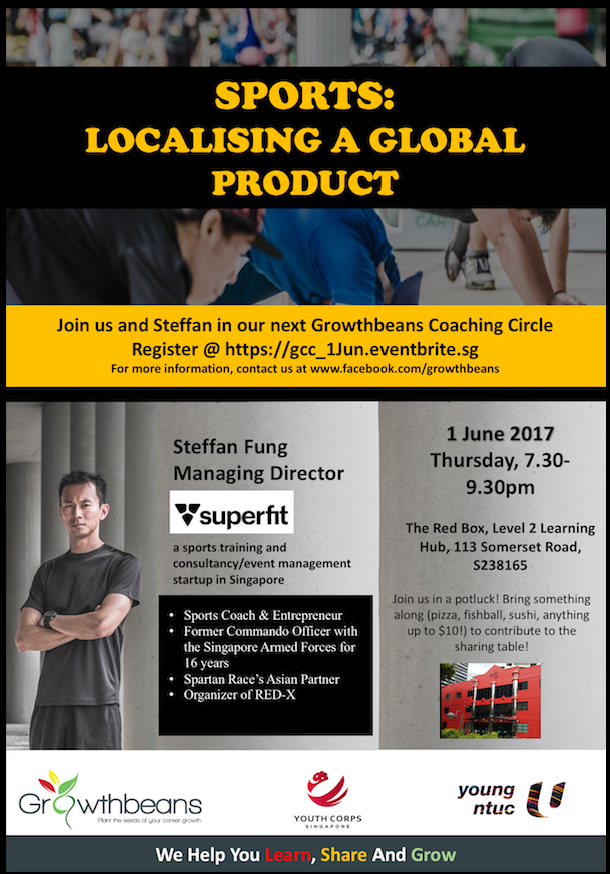 SPORTS:
LOCALISING A GLOBAL
PRODUCT
Join us and Steffan in our next Growthbeans Coaching Circle
Register @ https://gcc_1Jun.eventbrite.sg
For more information, contact us at www.facebook.com/growthbeans
Steffan Fung
Managing Director
superfit
a sports training and
consultancy/event management
startup in Singapore
• Sports Coach & Entrepreneur
• Former Commando Officer with
the Singapore Armed Forces for
16 years
• Spartan Race's Asian Partner
• Organizer of RED-X
1 June 2017
Thursday, 7.30-
9.30pm
The Red Box, Level 2 Learning
Hub, 113 Somerset Road,
S238165
Join us in a potluck! Bring something
along (pizza, fishball, sushi, anything
up to $10!) to contribute to the
sharing table!
Growthbeans
Plant the seeds of your career growth
YOUTH CORPS
SINGAPORE
young
ntuc
We Help You Learn, Share And Grow